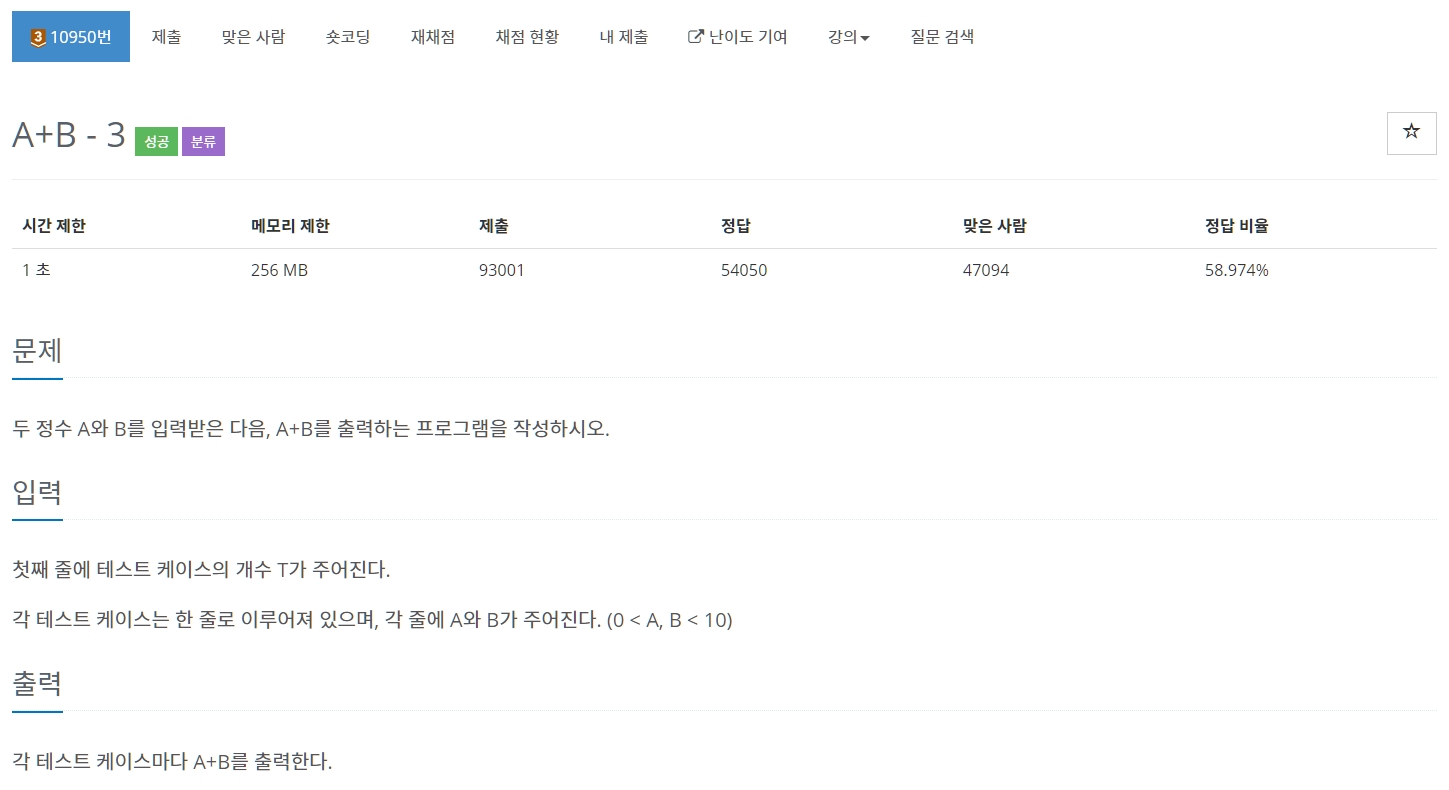 3 10950번 제출 맞은 사람 숏코딩 재채점 채점 현황 내 제출 난이도 기여 강의 질문 검색
A+B - 3 성공 분류
시간 제한 메모리 제한 제출 정답 맞은 사람 정답 비율
1 초 256 MB 93001 54050 47094 58.974%
문제
두 정수 A와 B를 입력받은 다음, A+B를 출력하는 프로그램을 작성하시오.
입력
첫째 줄에 테스트 케이스의 개수 T가 주어진다.
각 테스트 케이스는 한 줄로 이루어져 있으며, 각 줄에 A와 B가 주어진다. (0 < A, B < 10)
출력
각 테스트 케이스마다 A+B를 출력한다.